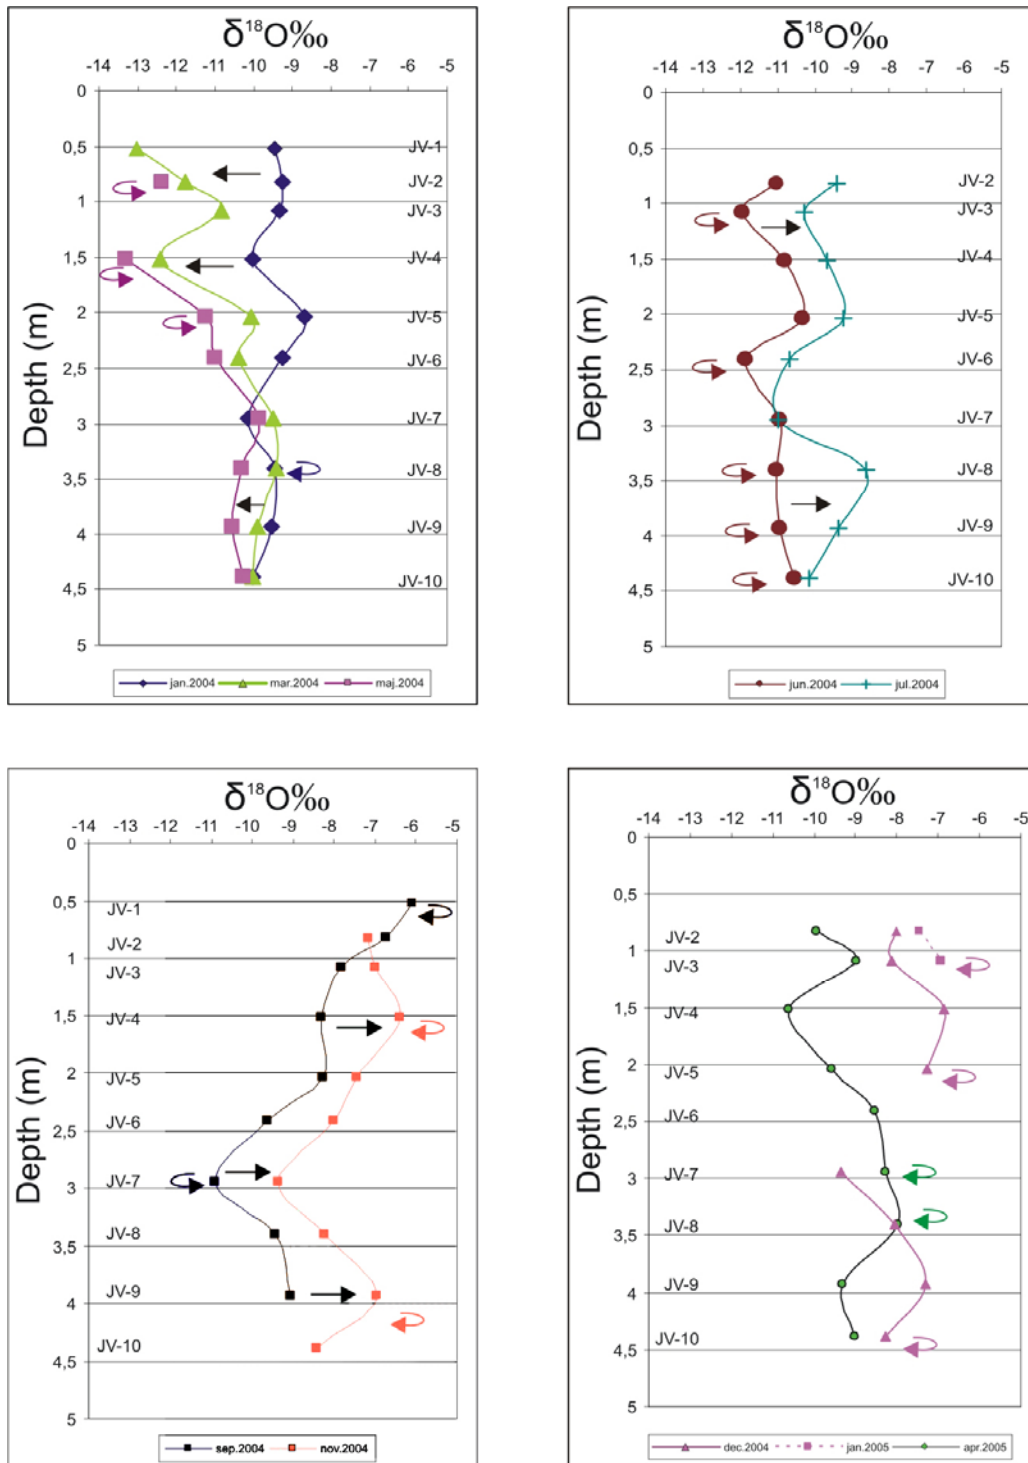 δ¹⁸O‰
-14 -13 -12 -11 -10 -9 -8 -7 -6 -5
0
0,5
1
1,5
2
2,5
3
3,5
4
4,5
5
Depth (m)
JV-1
JV-2
JV-3
JV-4
JV-5
JV-6
JV-7
JV-8
JV-9
JV-10
jan.2004 mar.2004 maj.2004
δ¹⁸O‰
-14 -13 -12 -11 -10 -9 -8 -7 -6 -5
0
0,5
1
1,5
2
2,5
3
3,5
4
4,5
5
Depth (m)
JV-2
JV-3
JV-4
JV-5
JV-6
JV-7
JV-8
JV-9
JV-10
jun.2004 jul.2004
δ¹⁸O‰
-14 -13 -12 -11 -10 -9 -8 -7 -6 -5
0
0,5
1
1,5
2
2,5
3
3,5
4
4,5
5
Depth (m)
JV-1
JV-2
JV-3
JV-4
JV-5
JV-6
JV-7
JV-8
JV-9
JV-10
sep.2004 nov.2004
δ¹⁸O‰
-14 -13 -12 -11 -10 -9 -8 -7 -6 -5
0
0,5
1
1,5
2
2,5
3
3,5
4
4,5
5
Depth (m)
JV-2
JV-3
JV-4
JV-5
JV-6
JV-7
JV-8
JV-9
JV-10
dec.2004 jan.2005 apr.2005